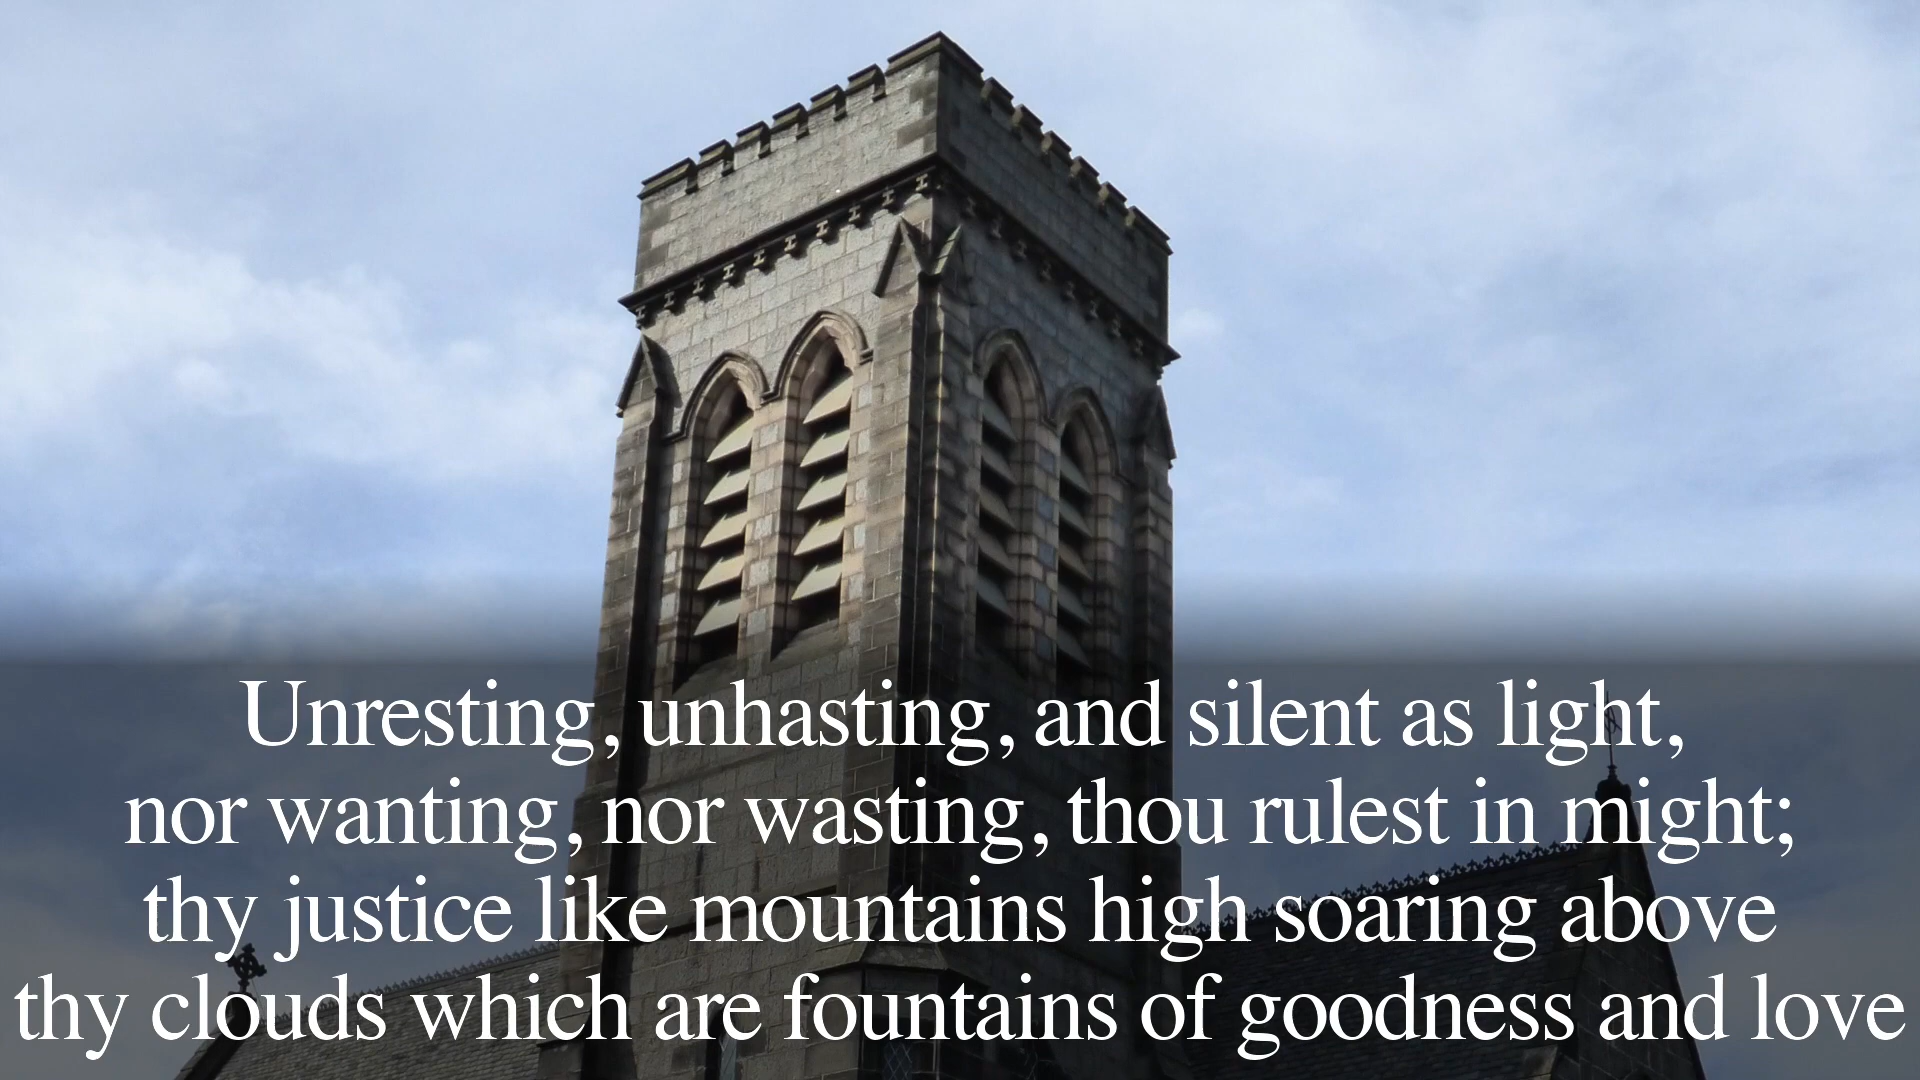 Unresting, unhasting, and silent as light,
nor wanting, nor wasting, thou rulest in might;
thy justice like mountains high soaring above
thy clouds which are fountains of goodness and love